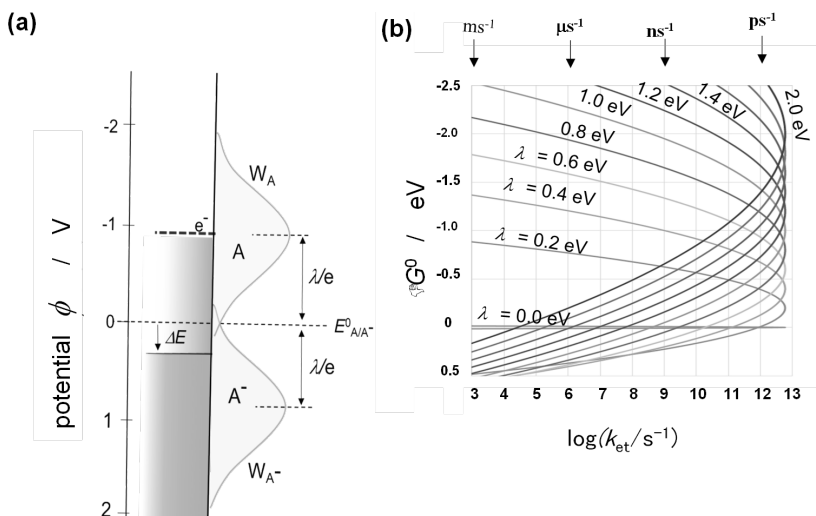 (a)
potential ϕ / V
-2
-1
0
1
2
e⁻
W_A
A
λ/e
E⁰_A/A⁻
ΔE
λ/e
A⁻
W_A⁻
(b)
ms⁻¹
μs⁻¹
ns⁻¹
ps⁻¹
G⁰ / eV
-2.5
-2.0
-1.5
-1.0
-0.5
0
0.5
1.0 eV
1.2 eV
1.4 eV
2.0 eV
0.8 eV
λ = 0.6 eV
λ = 0.4 eV
λ = 0.2 eV
λ = 0.0 eV
3 4 5 6 7 8 9 10 11 12 13
log(k_et/s⁻¹)